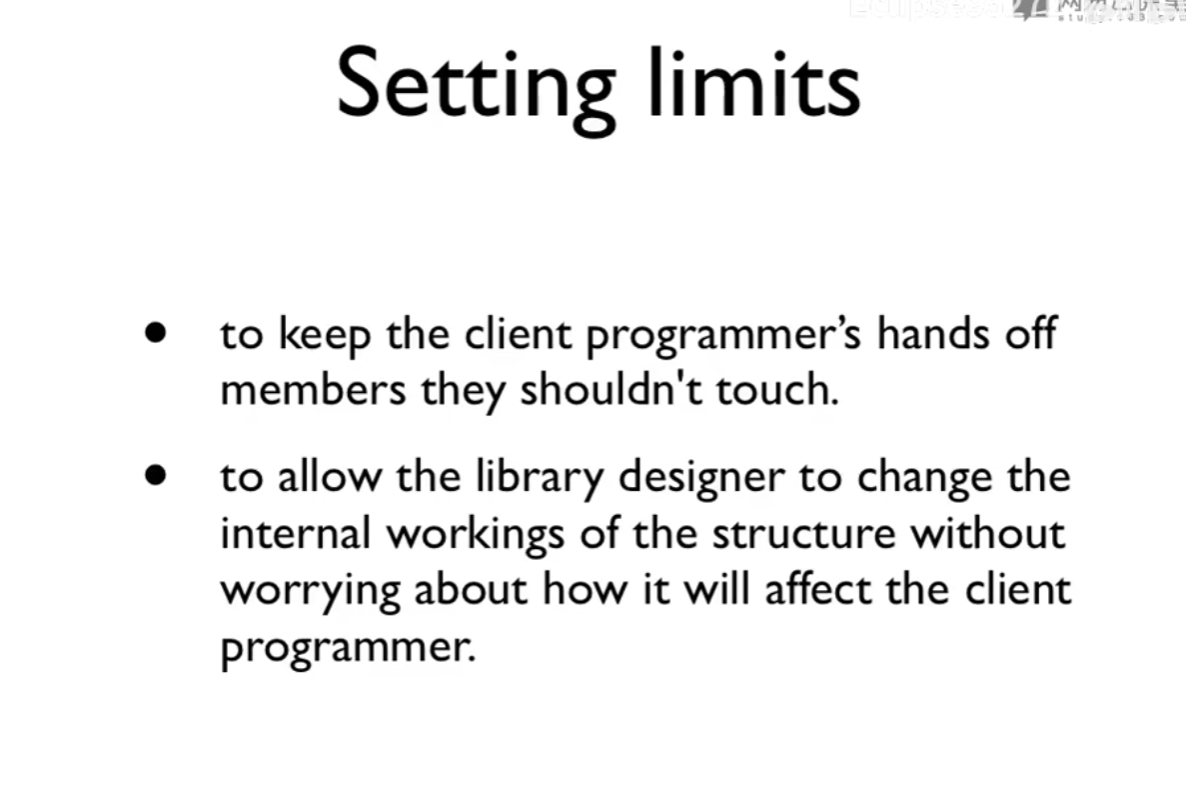 Setting limits
• to keep the client programmer’s hands off
members they shouldn't touch.
• to allow the library designer to change the
internal workings of the structure without
worrying about how it will affect the client
programmer.